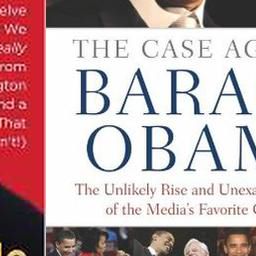 elve
We
eally
from
gton
nd a
That
n't!)
THE CASE AG
BARA
OBAM
The Unlikely Rise and Unexa
of the Media's Favorite C